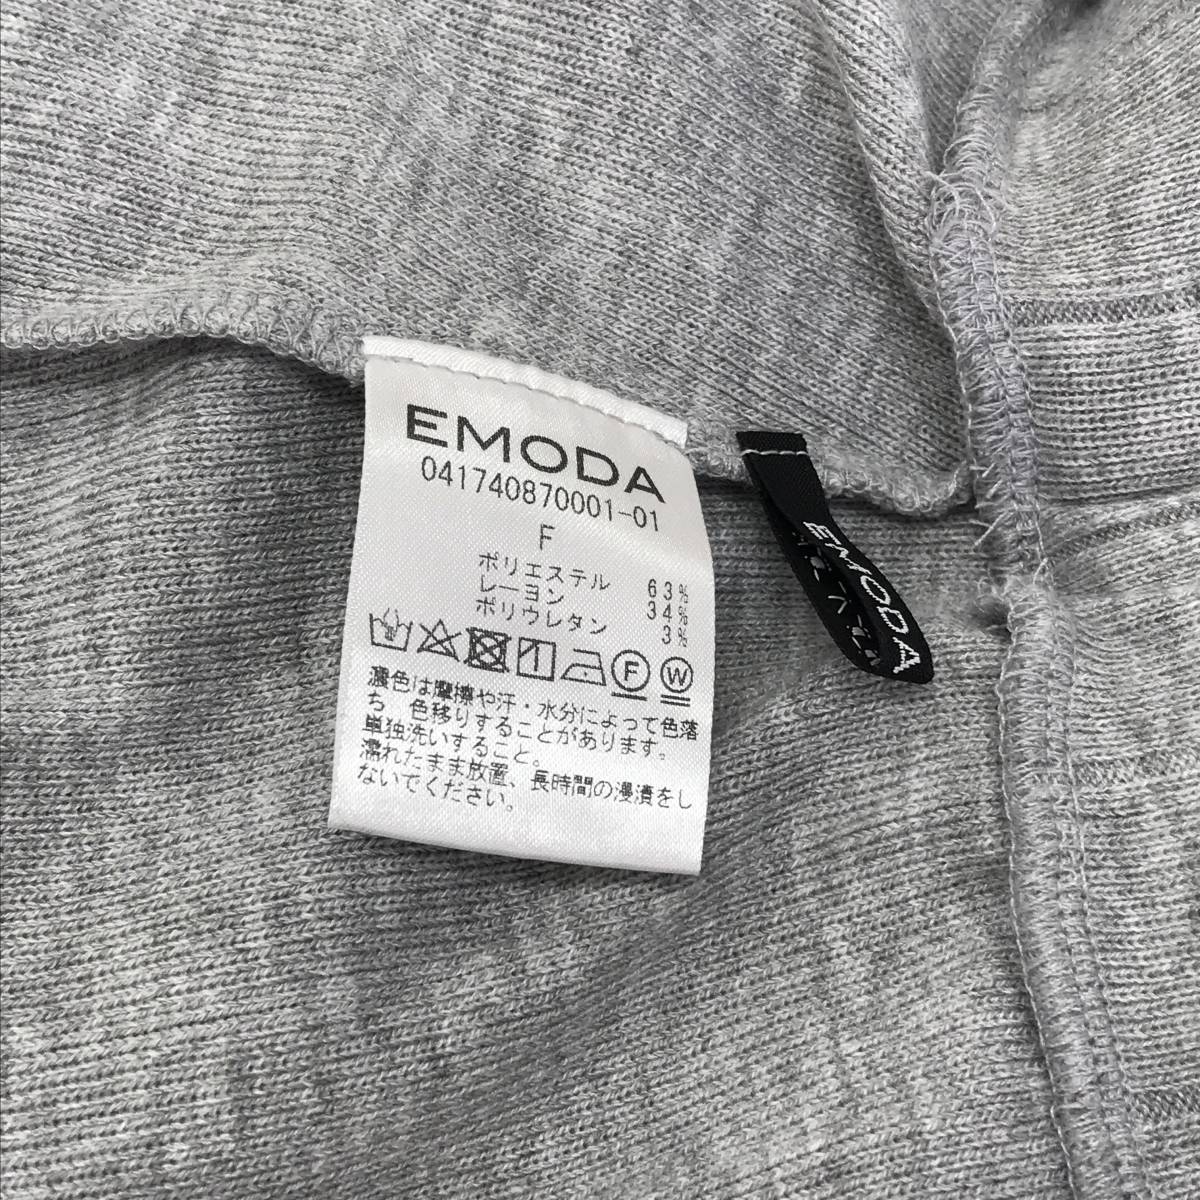 EMODA
041740870001-01
F
ポリエステル 63%
レーヨン 34%
ポリウレタン 3%
F W
濃色は摩擦や汗・水分によって色落
ち、色移りすることがあります。
単独洗いすること。
濡れたまま放置、長時間の浸漬をし
ないでください。
EMODA